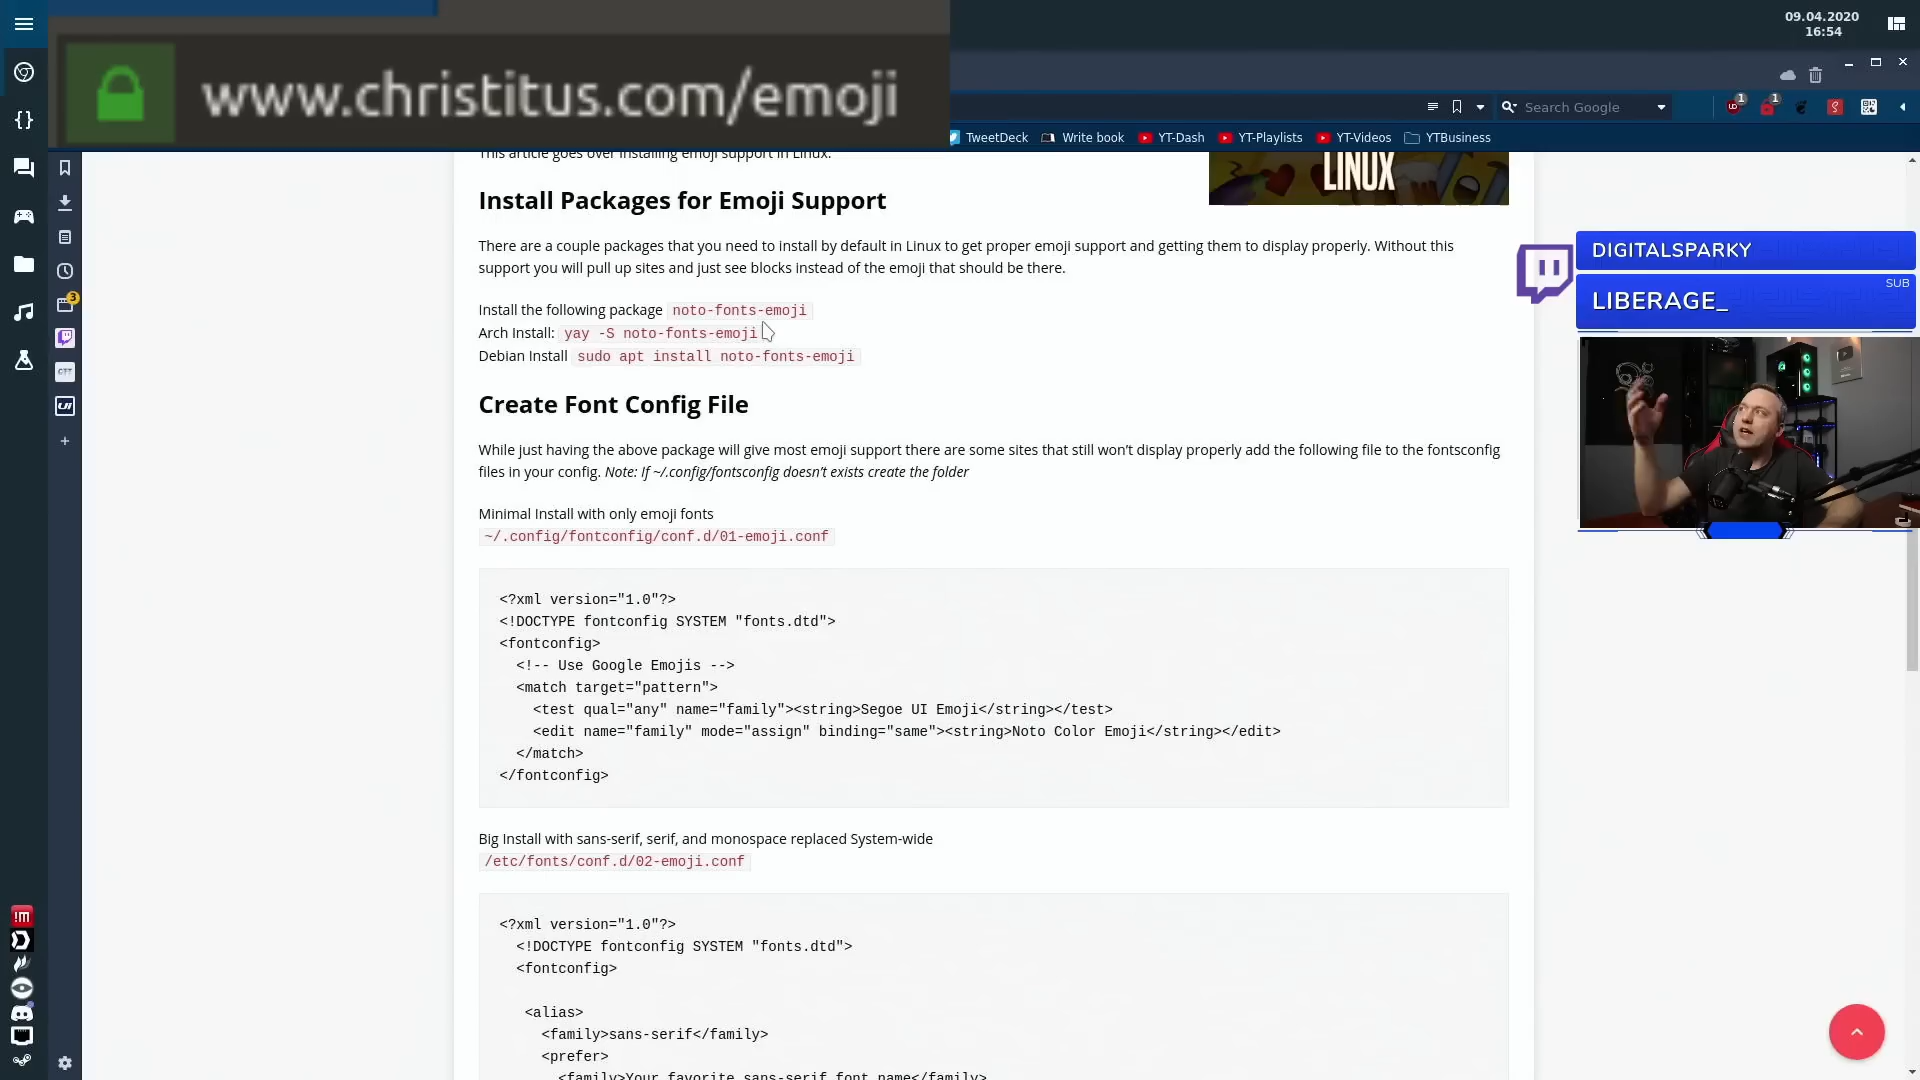 09.04.2020
16:54
www.christitus.com/emoji
Search Google
1
1
TweetDeck
Write book
YT-Dash
YT-Playlists
YT-Videos
YTBusiness
This article goes over installing emoji support in Linux.
LINUX
Install Packages for Emoji Support
There are a couple packages that you need to install by default in Linux to get proper emoji support and getting them to display properly. Without this
support you will pull up sites and just see blocks instead of the emoji that should be there.
DIGITALSPARKY
SUB
LIBERAGE_
3
Install the following package noto-fonts-emoji
Arch Install: yay -S noto-fonts-emoji
Debian Install sudo apt install noto-fonts-emoji
Create Font Config File
While just having the above package will give most emoji support there are some sites that still won’t display properly add the following file to the fontsconfig
files in your config. Note: If ~/.config/fontsconfig doesn’t exists create the folder
Minimal Install with only emoji fonts
~/.config/fontconfig/conf.d/01-emoji.conf
<?xml version="1.0"?>
<!DOCTYPE fontconfig SYSTEM "fonts.dtd">
<fontconfig>
<!-- Use Google Emojis -->
<match target="pattern">
<test qual="any" name="family"><string>Segoe UI Emoji</string></test>
<edit name="family" mode="assign" binding="same"><string>Noto Color Emoji</string></edit>
</match>
</fontconfig>
Big Install with sans-serif, serif, and monospace replaced System-wide
/etc/fonts/conf.d/02-emoji.conf
<?xml version="1.0"?>
<!DOCTYPE fontconfig SYSTEM "fonts.dtd">
<fontconfig>
<alias>
<family>sans-serif</family>
<prefer>
<family>Your favorite sans-serif font name</family>